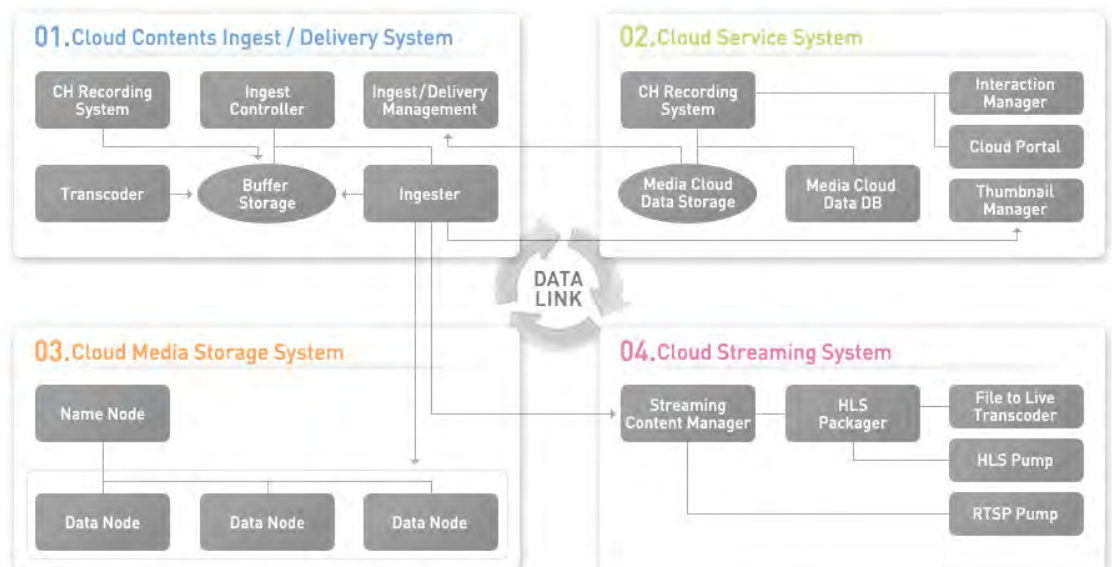 01.Cloud Contents Ingest / Delivery System
CH Recording
System
Ingest
Controller
Ingest/Delivery
Management
Transcoder
Buffer
Storage
Ingester
02.Cloud Service System
CH Recording
System
Interaction
Manager
Cloud Portal
Media Cloud
Data Storage
Media Cloud
Data DB
Thumbnail
Manager
DATA
LINK
03.Cloud Media Storage System
Name Node
Data Node
Data Node
Data Node
04.Cloud Streaming System
Streaming
Content Manager
HLS
Packager
File to Live
Transcoder
HLS Pump
RTSP Pump